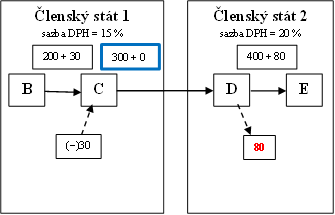 Členský stát 1
sazba DPH = 15 %
200 + 30
300 + 0
B
C
(−)30
Členský stát 2
sazba DPH = 20 %
400 + 80
D
E
80